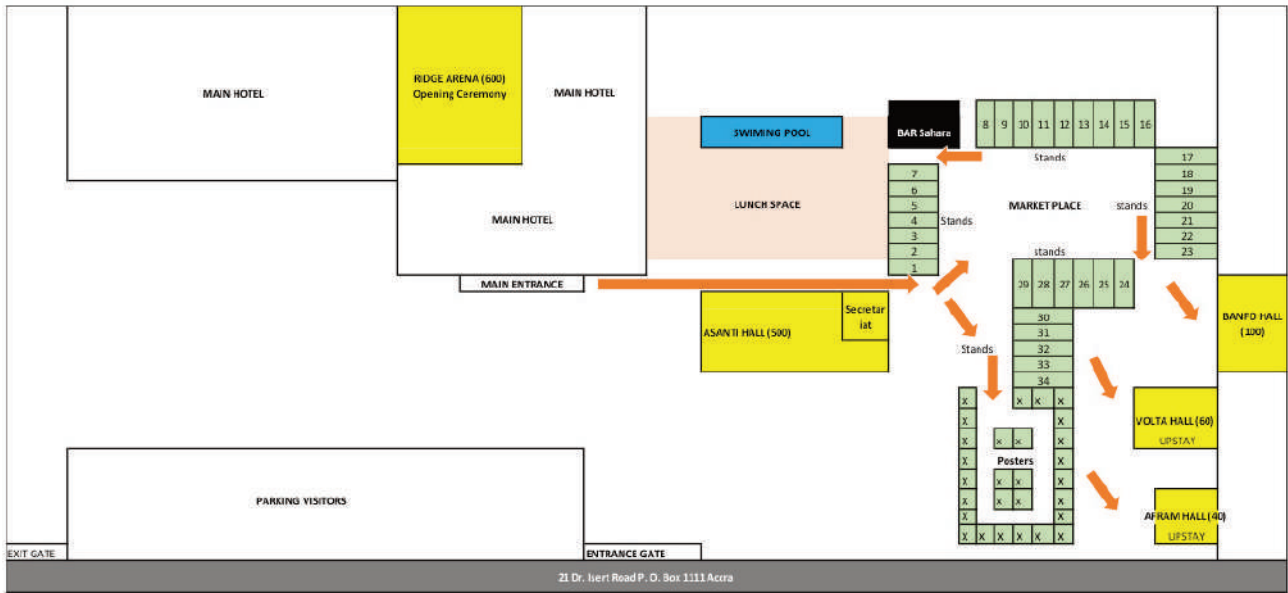 MAIN HOTEL
RIDGE ARENA (600)
Opening Ceremony
MAIN HOTEL
SWIMING POOL
BAR Sahara
8 9 10 11 12 13 14 15 16
Stands
17
18
19
20
21
22
23
stands
7
6
5
4
3
2
1
Stands
LUNCH SPACE
MARKET PLACE
MAIN HOTEL
stands
MAIN ENTRANCE
29 28 27 26 25 24
30
31
32
33
34
ASANTI HALL (500)
Secretar
iat
BANFO HALL
(100)
Stands
X X X X X
X X
X X X X
VOLTA HALL (60)
UPSTAY
X Posters X
X X X X
X X X X
X X
X X X X X X
AFRAM HALL (40)
UPSTAY
PARKING VISITORS
EXIT GATE
ENTRANCE GATE
21 Dr. Isert Road P. O. Box 1111 Accra